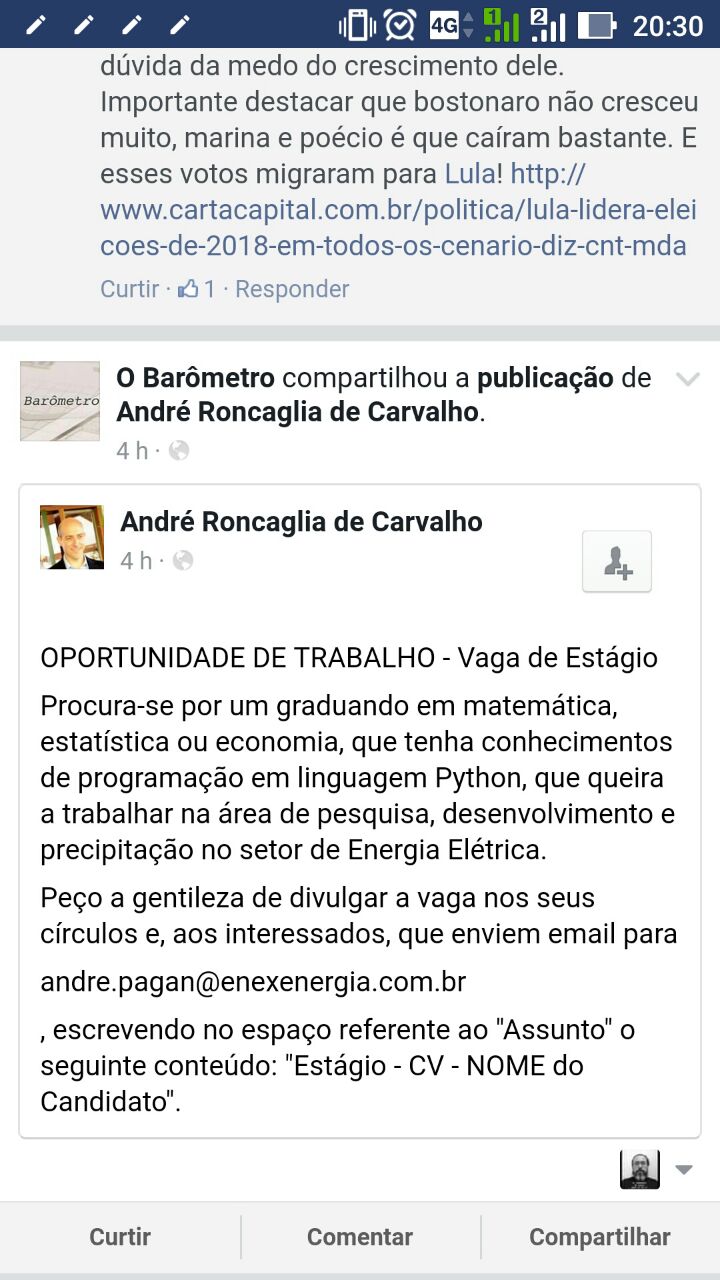 4G 1 2 20:30
dúvida da medo do crescimento dele.
Importante destacar que bostonaro não cresceu
muito, marina e poécio é que caíram bastante. E
esses votos migraram para Lula! http://
www.cartacapital.com.br/politica/lula-lidera-elei
coes-de-2018-em-todos-os-cenario-diz-cnt-mda
Curtir · 1 · Responder
Barômetro
O Barômetro compartilhou a publicação de
André Roncaglia de Carvalho.
4 h ·
André Roncaglia de Carvalho
4 h ·
OPORTUNIDADE DE TRABALHO - Vaga de Estágio
Procura-se por um graduando em matemática,
estatística ou economia, que tenha conhecimentos
de programação em linguagem Python, que queira
a trabalhar na área de pesquisa, desenvolvimento e
precipitação no setor de Energia Elétrica.
Peço a gentileza de divulgar a vaga nos seus
círculos e, aos interessados, que enviem email para
andre.pagan@enexenergia.com.br
, escrevendo no espaço referente ao "Assunto" o
seguinte conteúdo: "Estágio - CV - NOME do
Candidato".
Curtir
Comentar
Compartilhar